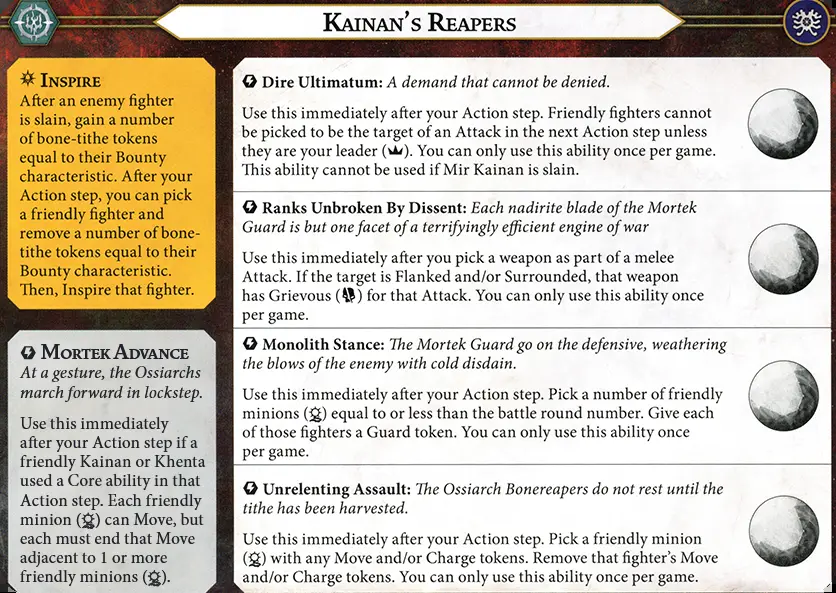 Kainan's Reapers
Inspire
After an enemy fighter
is slain, gain a number
of bone-tithe tokens
equal to their Bounty
characteristic. After your
Action step, you can pick
a friendly fighter and
remove a number of bone-
tithe tokens equal to their
Bounty characteristic.
Then, Inspire that fighter.
Mortek Advance
At a gesture, the Ossiarchs
march forward in lockstep.
Use this immediately
after your Action step if a
friendly Kainan or Khenta
used a Core ability in that
Action step. Each friendly
minion ( ) can Move, but
each must end that Move
adjacent to 1 or more
friendly minions ( ).
Dire Ultimatum: A demand that cannot be denied.
Use this immediately after your Action step. Friendly fighters cannot
be picked to be the target of an Attack in the next Action step unless
they are your leader ( ). You can only use this ability once per game.
This ability cannot be used if Mir Kainan is slain.
Ranks Unbroken By Dissent: Each nadirite blade of the Mortek
Guard is but one facet of a terrifyingly efficient engine of war
Use this immediately after you pick a weapon as part of a melee
Attack. If the target is Flanked and/or Surrounded, that weapon
has Grievous ( ) for that Attack. You can only use this ability once
per game.
Monolith Stance: The Mortek Guard go on the defensive, weathering
the blows of the enemy with cold disdain.
Use this immediately after your Action step. Pick a number of friendly
minions ( ) equal to or less than the battle round number. Give each
of those fighters a Guard token. You can only use this ability once
per game.
Unrelenting Assault: The Ossiarch Bonereapers do not rest until the
tithe has been harvested.
Use this immediately after your Action step. Pick a friendly minion
( ) with any Move and/or Charge tokens. Remove that fighter's Move
and/or Charge tokens. You can only use this ability once per game.